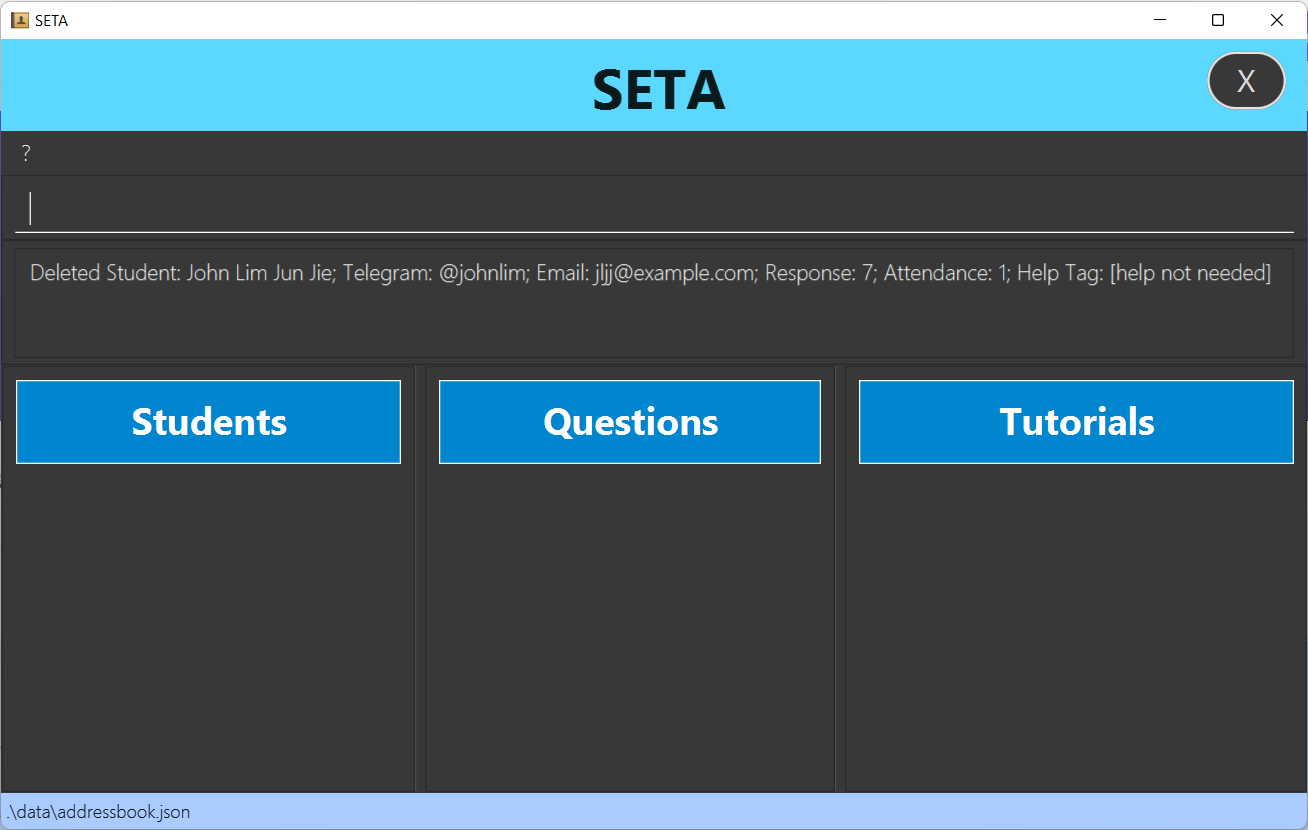 SETA
SETA
X
?
Deleted Student: John Lim Jun Jie; Telegram: @johnlim; Email: jljj@example.com; Response: 7; Attendance: 1; Help Tag: [help not needed]
Students
Questions
Tutorials
.\data\addressbook.json